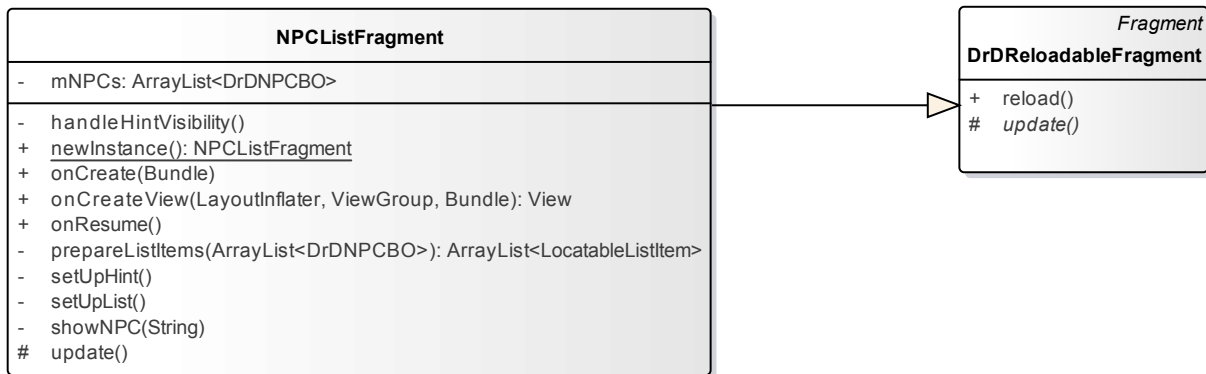 NPCListFragment
- mNPCs: ArrayList<DrDNPCBO>
- handleHintVisibility()
+ newInstance(): NPCListFragment
+ onCreate(Bundle)
+ onCreateView(LayoutInflater, ViewGroup, Bundle): View
+ onResume()
- prepareListItems(ArrayList<DrDNPCBO>): ArrayList<LocatableListItem>
- setUpHint()
- setUpList()
- showNPC(String)
# update()
Fragment
DrDReloadableFragment
+ reload()
# update()